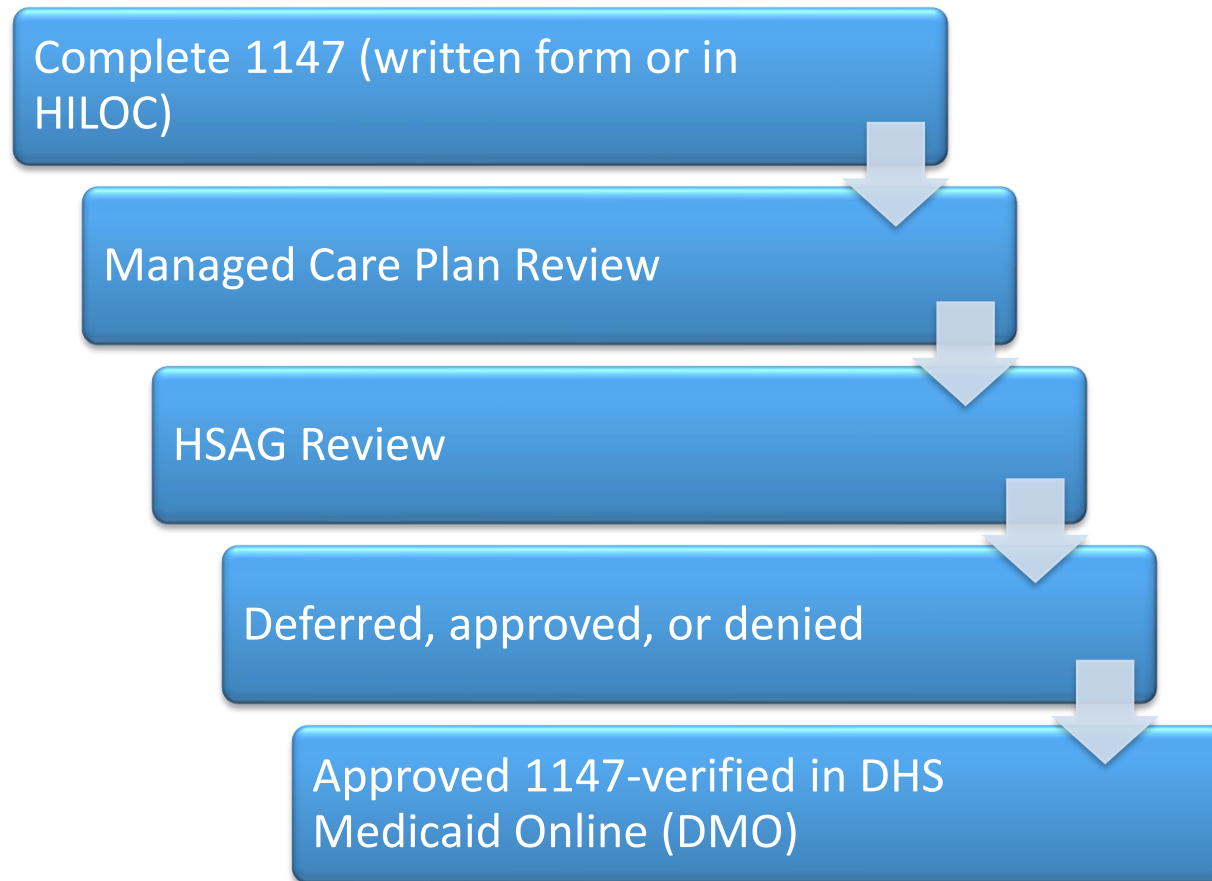 Complete 1147 (written form or in
HILOC)
Managed Care Plan Review
HSAG Review
Deferred, approved, or denied
Approved 1147-verified in DHS
Medicaid Online (DMO)